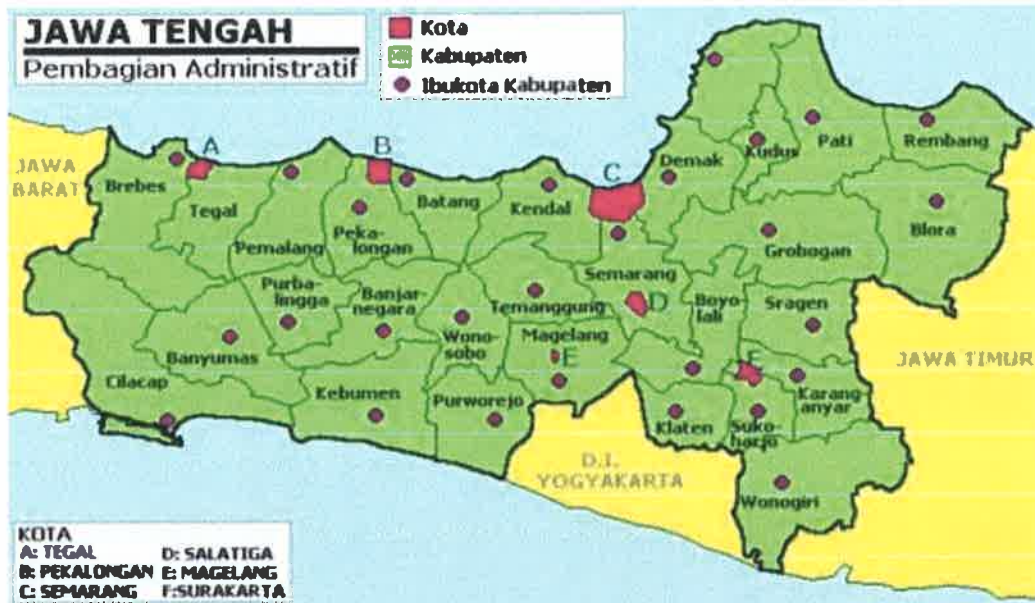 JAWA TENGAH
Pembagian Administratif
Kota
Kabupaten
Ibukota Kabupaten
JAWA
BARAT
Brebes
A
Tegal
Pemalang
B
Peka-
longan
Batang
Kendal
C
Demak
Kudus
Pati
Rembang
Blora
Grobogan
Semarang
D
Temanggung
Purba-
lingga
Banjar
negara
Wono-
sobo
Magelang
E
Boyo
lali
Sragen
Banyumas
Cilacap
Kebumen
Purworejo
Klaten
F
Suko-
harjo
Karang
anyar
Wonogiri
JAWA TIMUR
D.I.
YOGYAKARTA
KOTA
A: TEGAL D: SALATIGA
B: PEKALONGAN E: MAGELANG
C: SEMARANG F:SURAKARTA